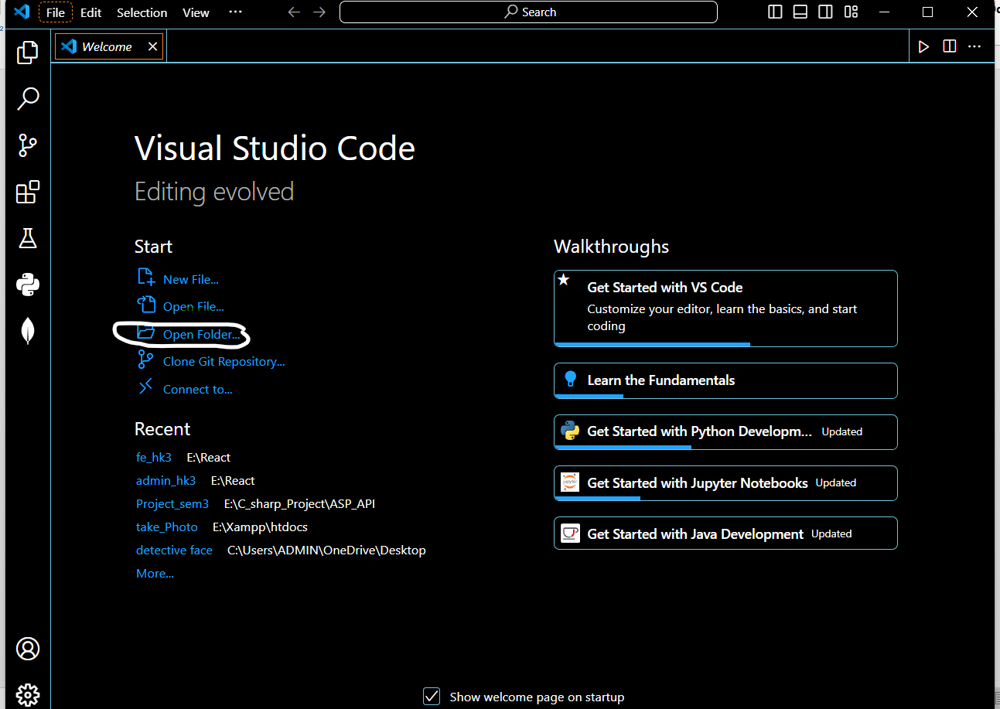 File Edit Selection View ··· Search
Welcome
Visual Studio Code
Editing evolved
Start
New File...
Open File...
Open Folder...
Clone Git Repository...
Connect to...
Recent
fe_hk3 E:\React
admin_hk3 E:\React
Project_sem3 E:\C_sharp_Project\ASP_API
take_Photo E:\Xampp\htdocs
detective face C:\Users\ADMIN\OneDrive\Desktop
More...
Walkthroughs
Get Started with VS Code
Customize your editor, learn the basics, and start
coding
Learn the Fundamentals
Get Started with Python Developm... Updated
Get Started with Jupyter Notebooks Updated
Get Started with Java Development Updated
Show welcome page on startup